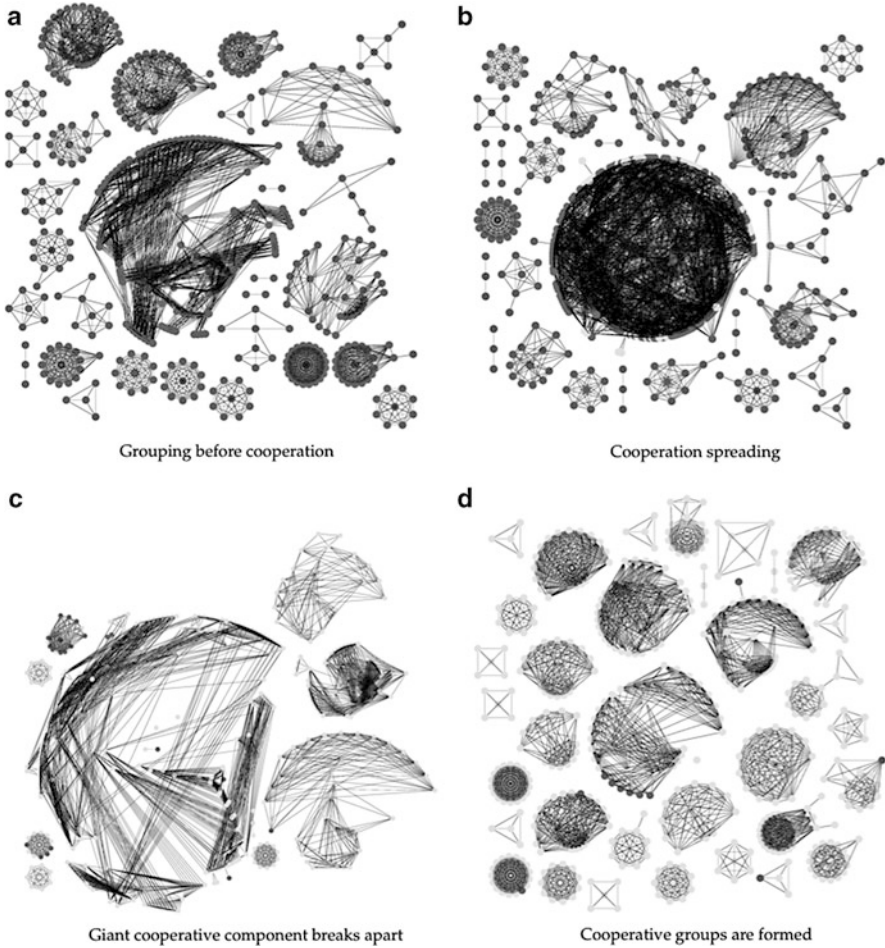 a
b
Grouping before cooperation
Cooperation spreading
c
d
Giant cooperative component breaks apart
Cooperative groups are formed